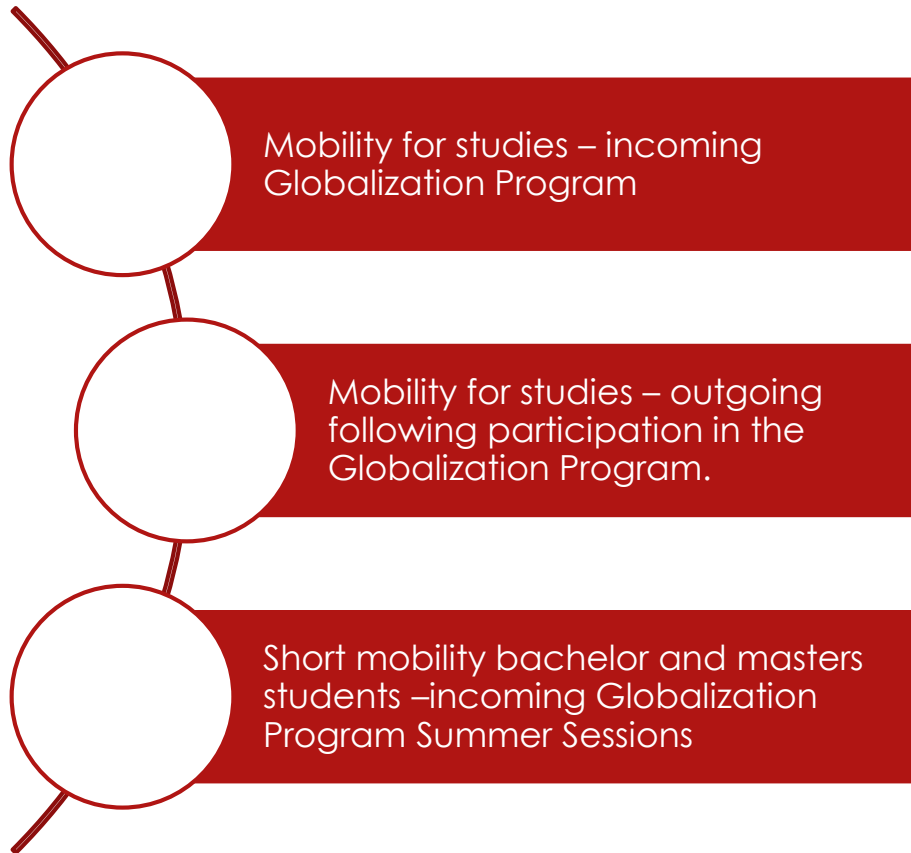 Mobility for studies – incoming
Globalization Program
Mobility for studies – outgoing
following participation in the
Globalization Program.
Short mobility bachelor and masters
students –incoming Globalization
Program Summer Sessions